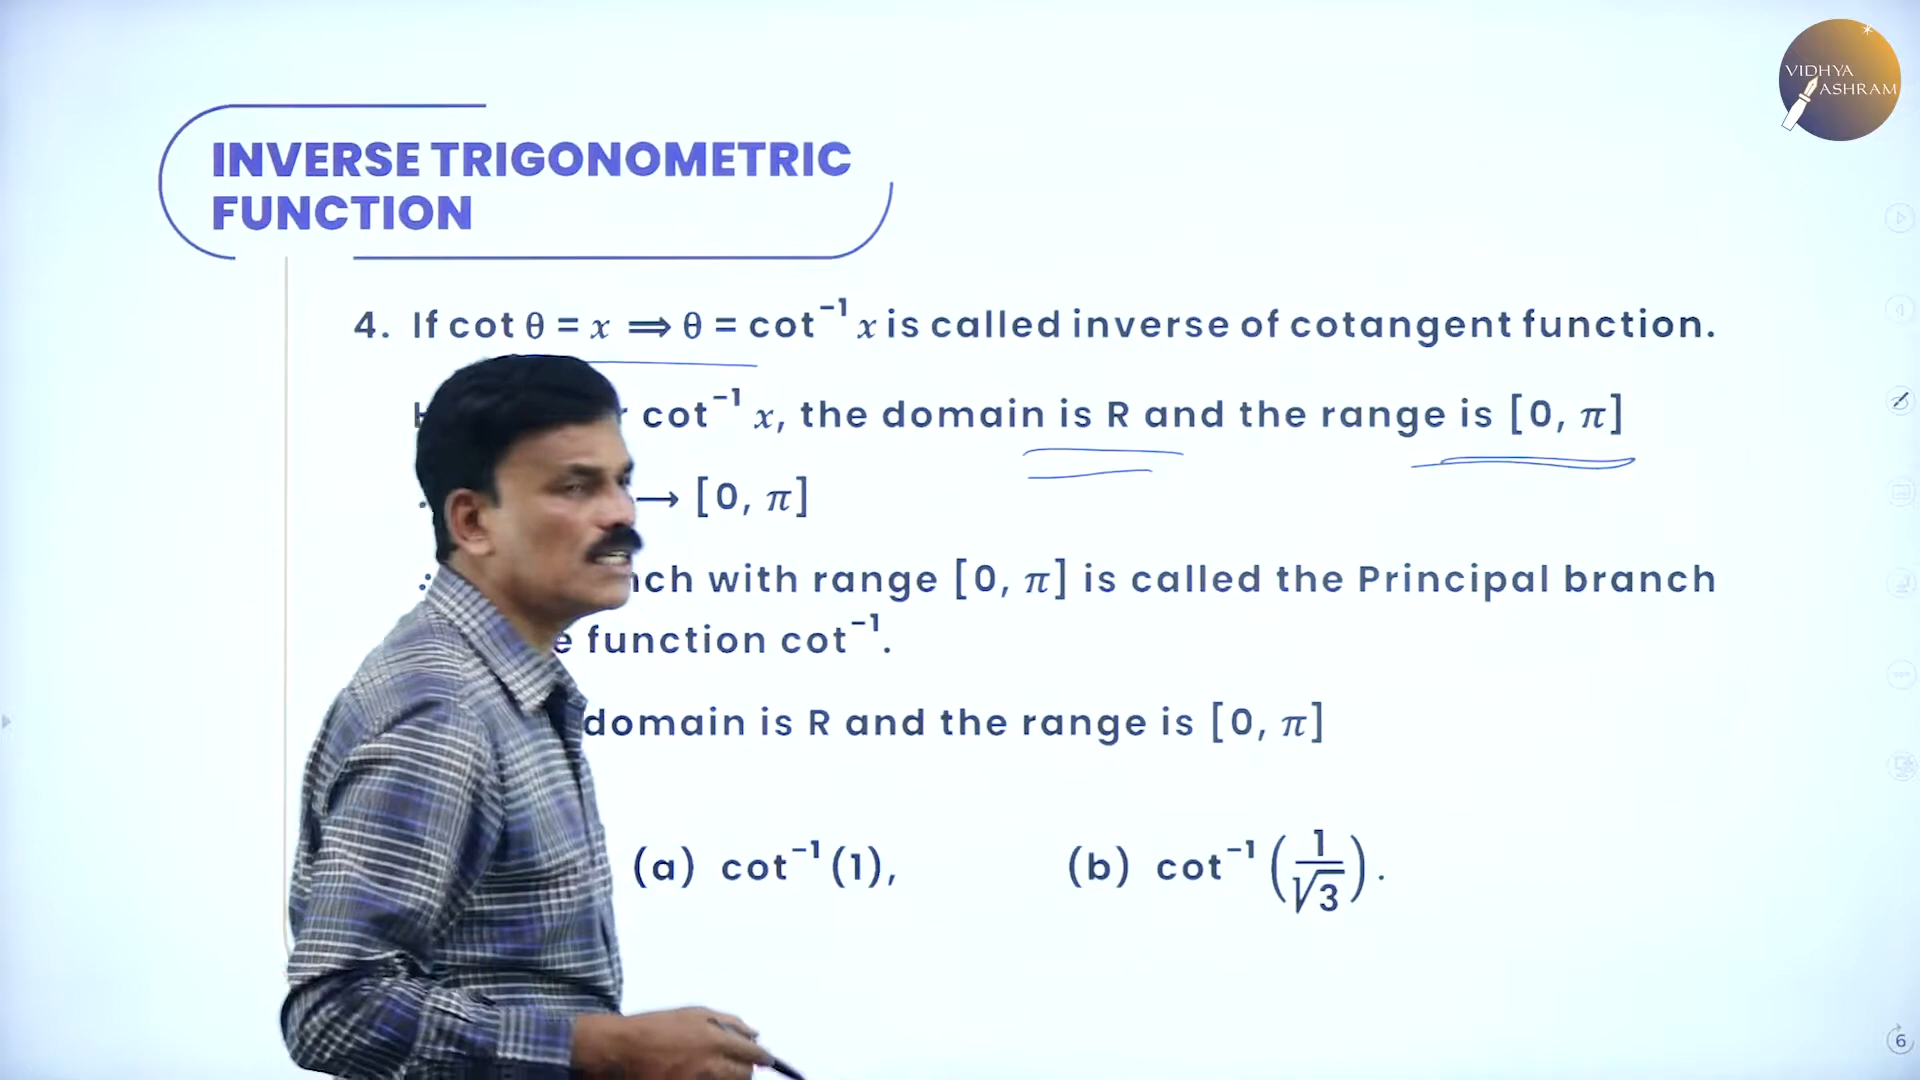 VIDHYA
ASHRAM
INVERSE TRIGONOMETRIC
FUNCTION
4. If cot θ = x ⟹ θ = cot⁻¹ x is called inverse of cotangent function.
cot⁻¹ x, the domain is R and the range is [0, π]
⟶ [0, π]
with range [0, π] is called the Principal branch
function cot⁻¹.
domain is R and the range is [0, π]
(a) cot⁻¹(1), (b) cot⁻¹(1/√3).
6